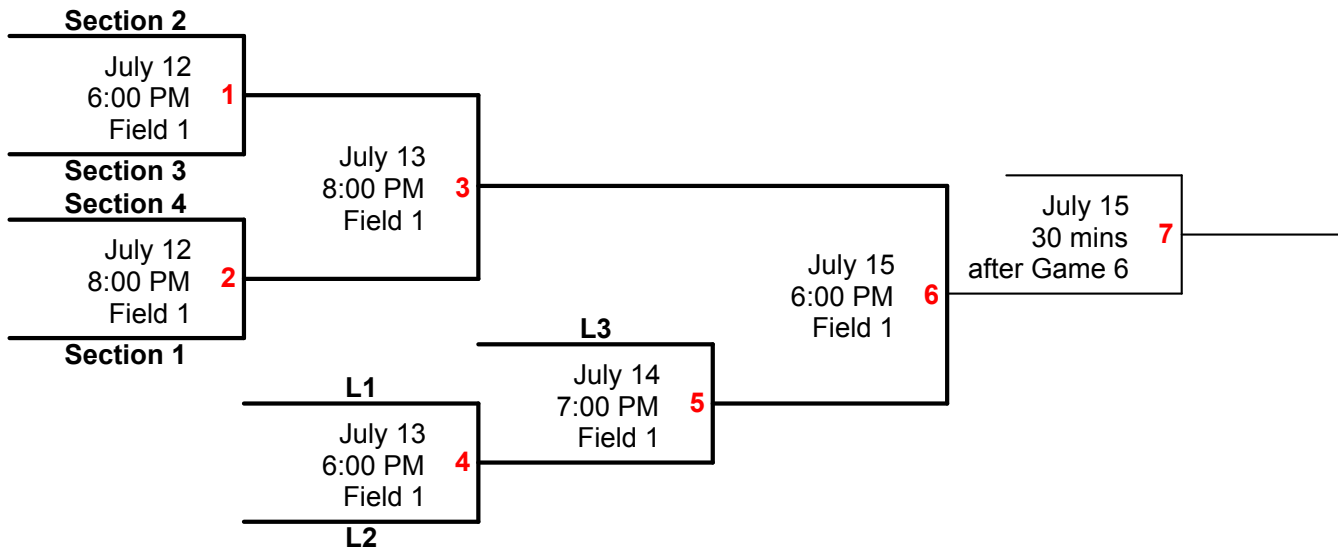 Section 2
July 12
6:00 PM
Field 1
1
Section 3
Section 4
July 12
8:00 PM
Field 1
2
Section 1
July 13
8:00 PM
Field 1
3
L1
July 13
6:00 PM
Field 1
4
L2
L3
July 14
7:00 PM
Field 1
5
July 15
6:00 PM
Field 1
6
July 15
30 mins
after Game 6
7